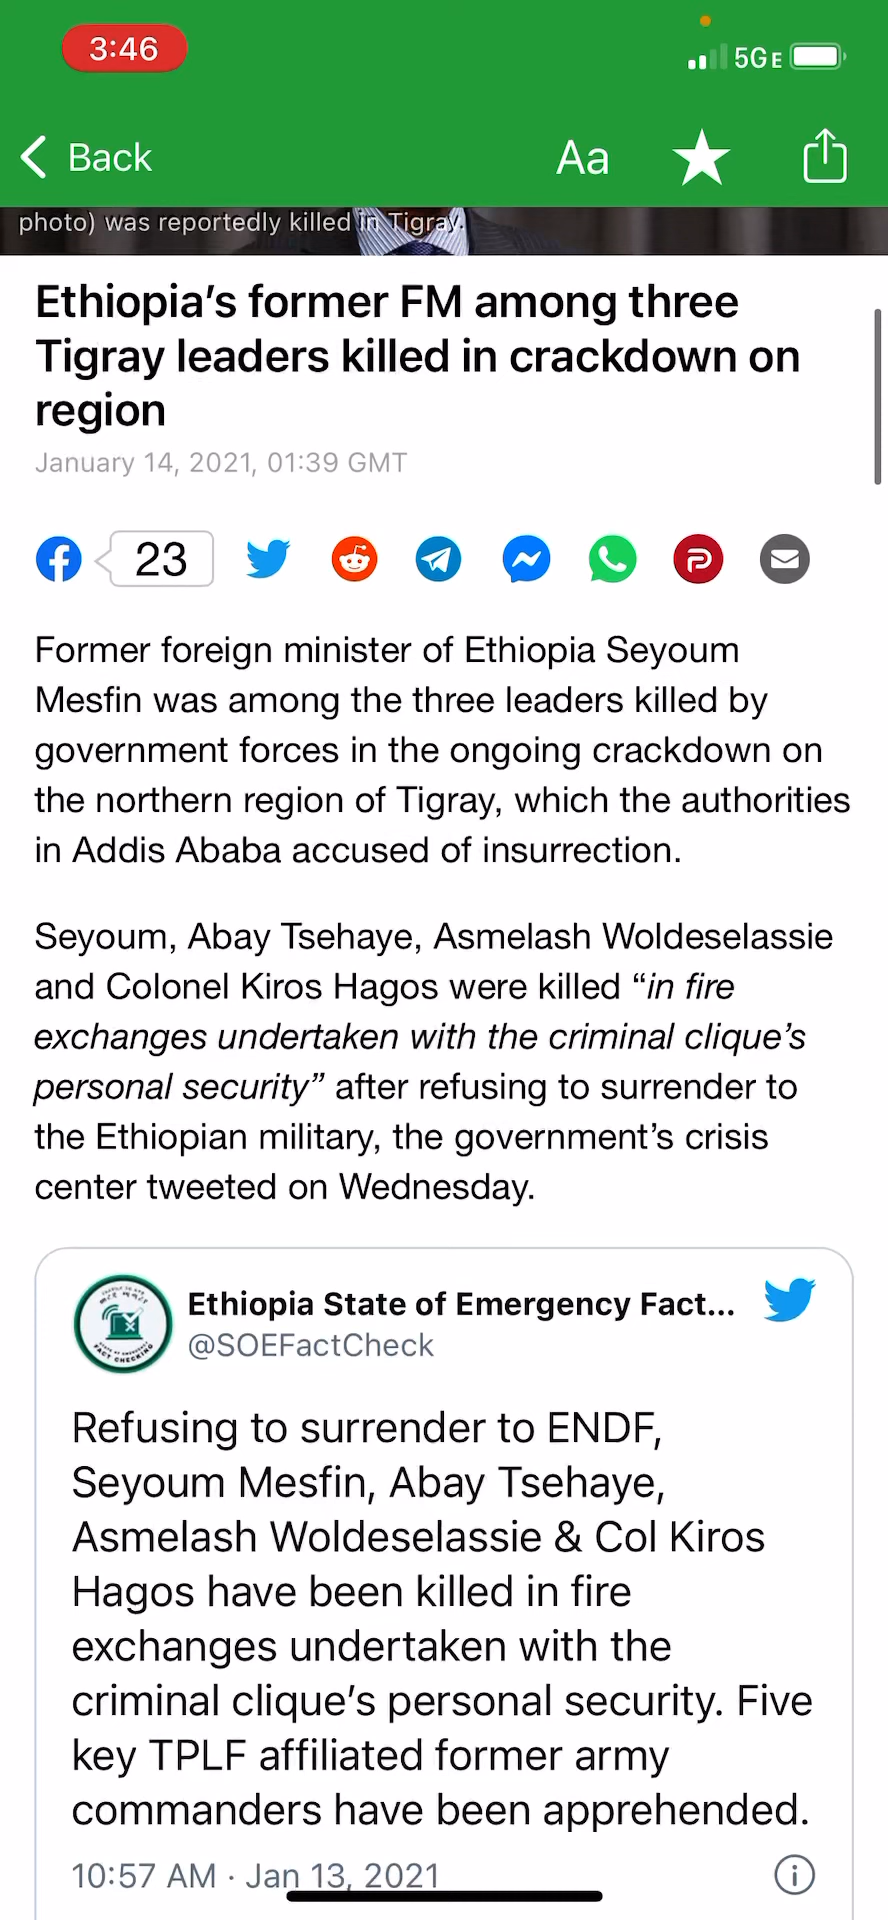 3:46
5GE
Back
Aa
photo) was reportedly killed in Tigray.
Ethiopia’s former FM among three
Tigray leaders killed in crackdown on
region
January 14, 2021, 01:39 GMT
23
Former foreign minister of Ethiopia Seyoum
Mesfin was among the three leaders killed by
government forces in the ongoing crackdown on
the northern region of Tigray, which the authorities
in Addis Ababa accused of insurrection.
Seyoum, Abay Tsehaye, Asmelash Woldeselassie
and Colonel Kiros Hagos were killed “in fire
exchanges undertaken with the criminal clique’s
personal security” after refusing to surrender to
the Ethiopian military, the government’s crisis
center tweeted on Wednesday.
Ethiopia State of Emergency Fact...
@SOEFactCheck
FACT CHECKING
Refusing to surrender to ENDF,
Seyoum Mesfin, Abay Tsehaye,
Asmelash Woldeselassie & Col Kiros
Hagos have been killed in fire
exchanges undertaken with the
criminal clique’s personal security. Five
key TPLF affiliated former army
commanders have been apprehended.
10:57 AM · Jan 13, 2021